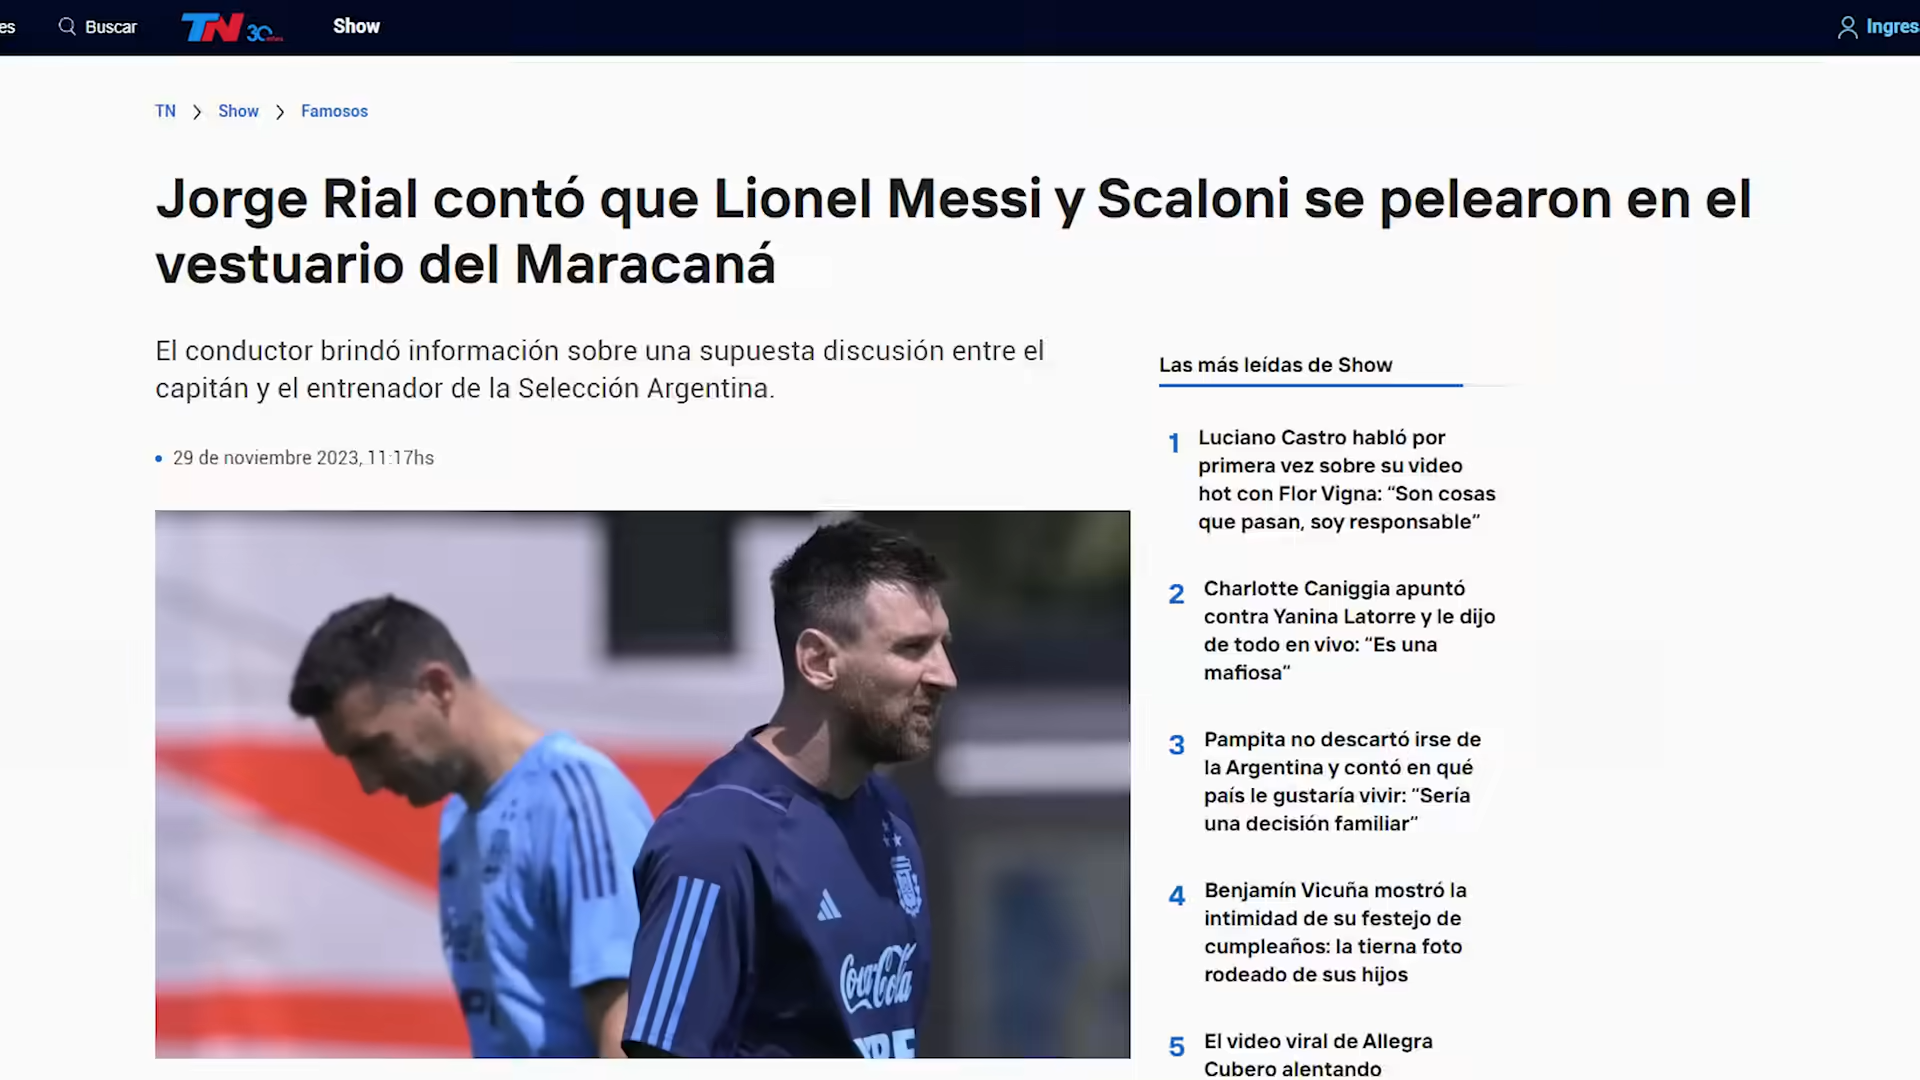 es
Buscar
TN 30 años
Show
Ingres
TN > Show > Famosos
Jorge Rial contó que Lionel Messi y Scaloni se pelearon en el
vestuario del Maracaná
El conductor brindó información sobre una supuesta discusión entre el
capitán y el entrenador de la Selección Argentina.
• 29 de noviembre 2023, 11:17hs
Coca-Cola
Las más leídas de Show
1 Luciano Castro habló por
primera vez sobre su video
hot con Flor Vigna: “Son cosas
que pasan, soy responsable”
2 Charlotte Caniggia apuntó
contra Yanina Latorre y le dijo
de todo en vivo: “Es una
mafiosa“
3 Pampita no descartó irse de
la Argentina y contó en qué
país le gustaría vivir: “Sería
una decisión familiar”
4 Benjamín Vicuña mostró la
intimidad de su festejo de
cumpleaños: la tierna foto
rodeado de sus hijos
5 El video viral de Allegra
Cubero alentando